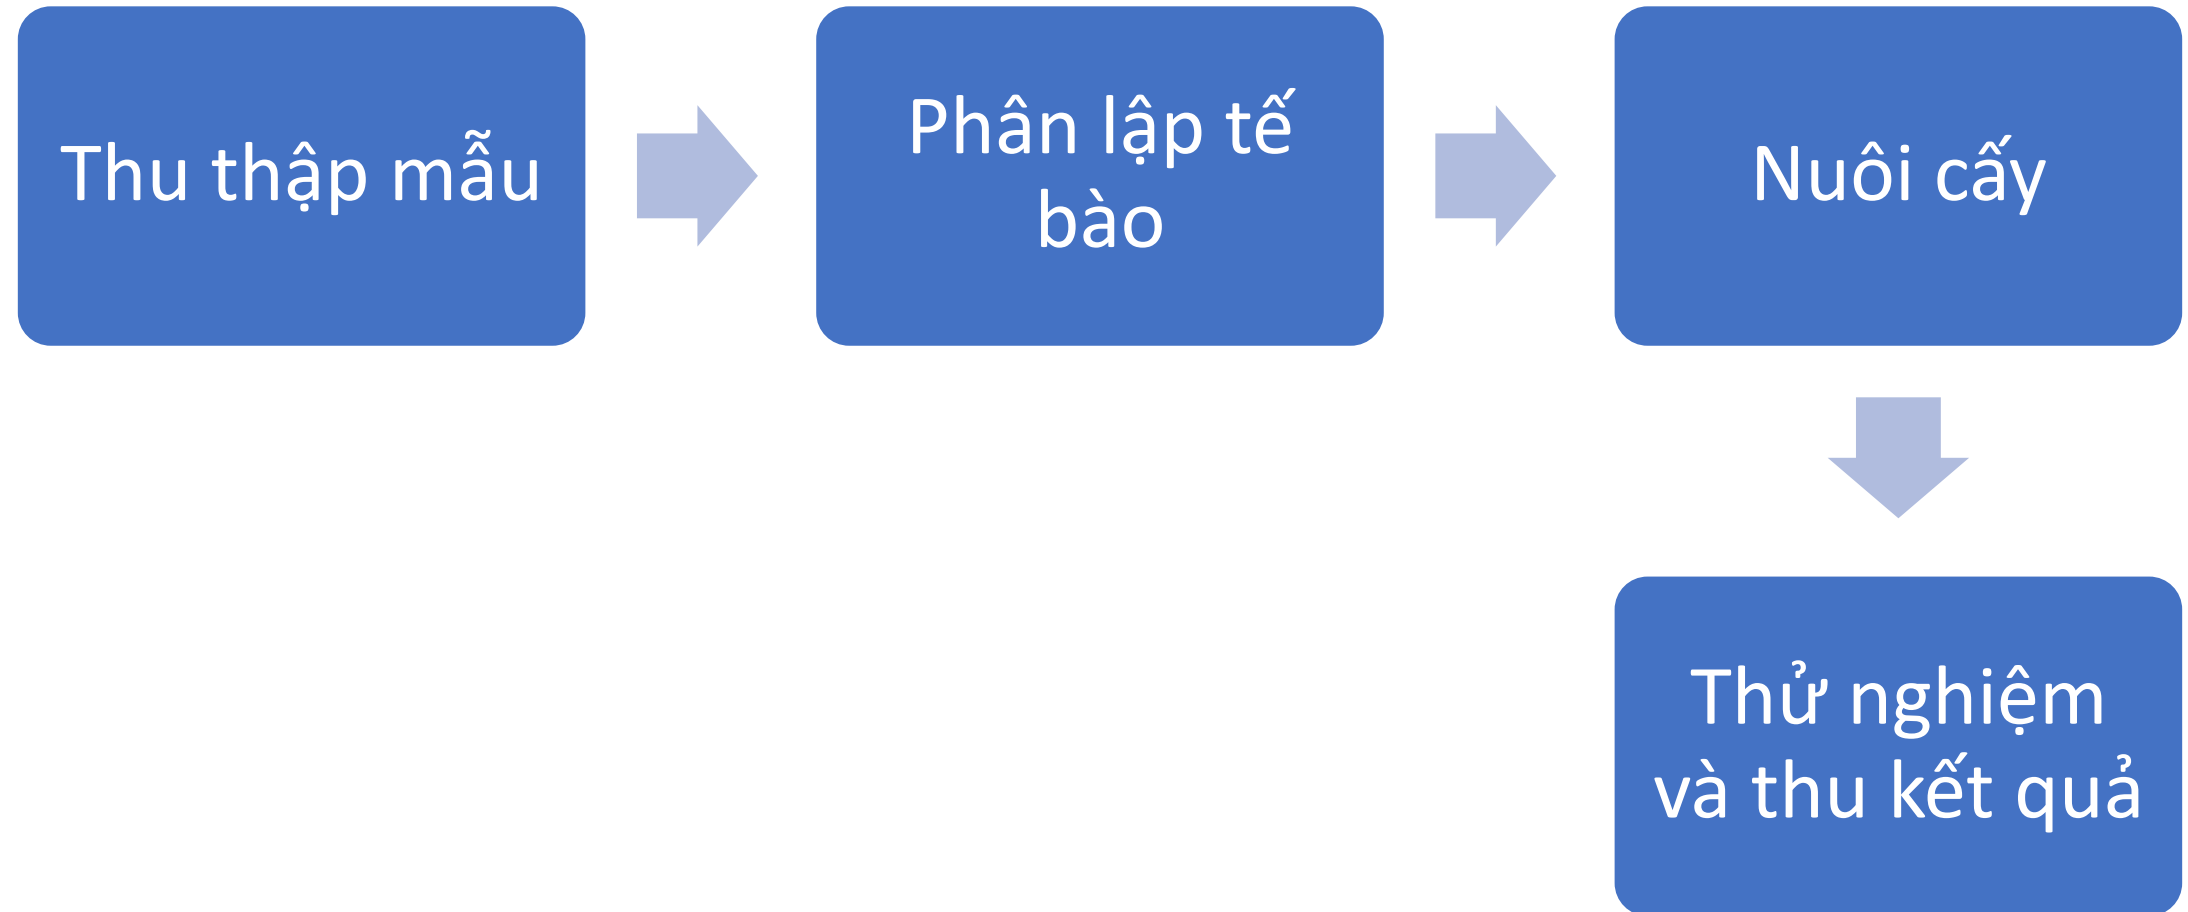 Thu thập mẫu
Phân lập tế
bào
Nuôi cấy
Thử nghiệm
và thu kết quả